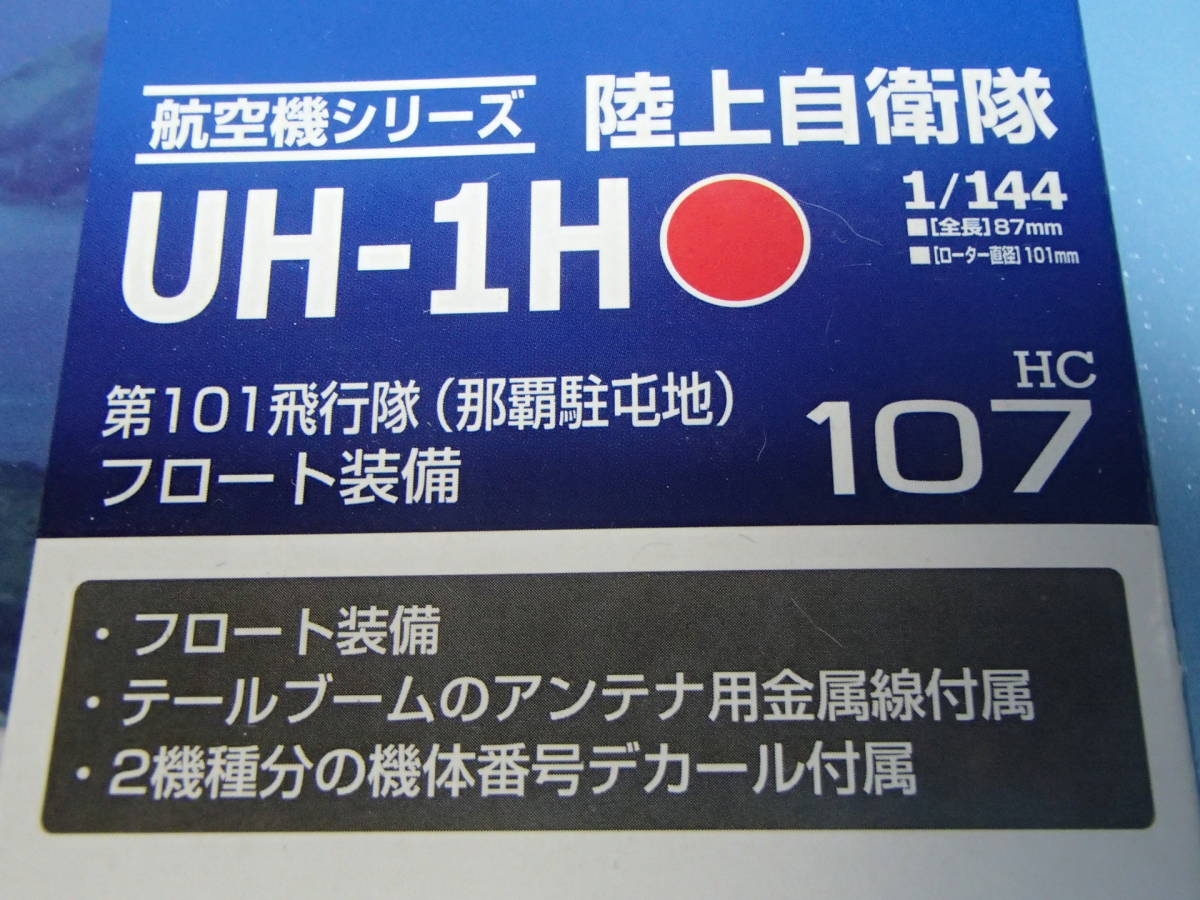 航空機シリーズ 陸上自衛隊
UH-1H
1/144
■[全長]87mm
■[ローター直径]101mm
第101飛行隊(那覇駐屯地)
フロート装備
HC
107
・フロート装備
・テールブームのアンテナ用金属線付属
・2機種分の機体番号デカール付属